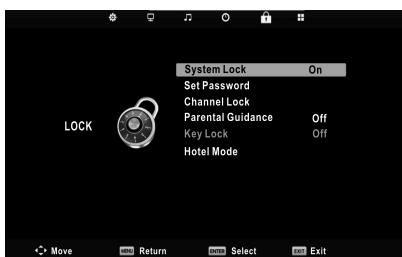 System Lock On
Set Password
Channel Lock
LOCK
Parental Guidance Off
Key Lock Off
Hotel Mode
Move MENU Return ENTER Select EXIT Exit